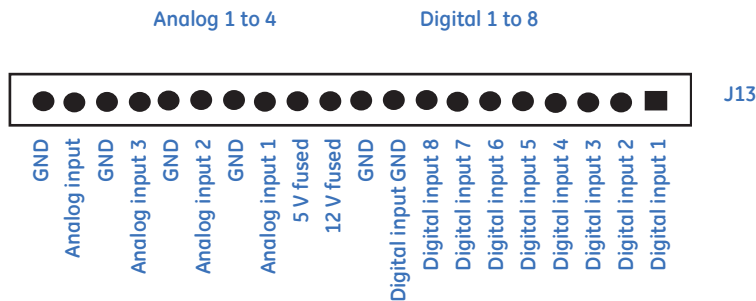 Analog 1 to 4
Digital 1 to 8
J13
GND
Analog input
GND
Analog input 3
GND
Analog input 2
GND
Analog input 1
5 V fused
12 V fused
GND
Digital input GND
Digital input 8
Digital input 7
Digital input 6
Digital input 5
Digital input 4
Digital input 3
Digital input 2
Digital input 1